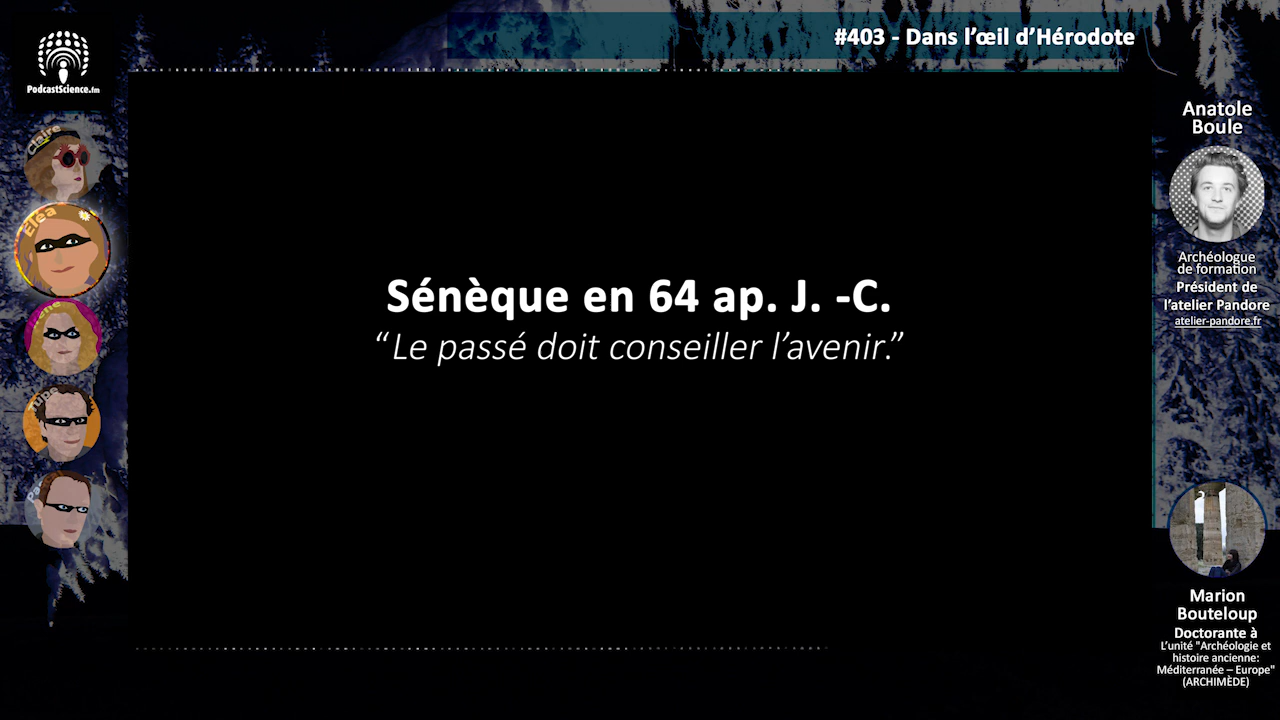 #403 - Dans l'œil d'Hérodote
PodcastScience.fm
Claire
Eléa
Sénèque en 64 ap. J. -C.
“Le passé doit conseiller l'avenir.”
Anatole
Boule
Archéologue
de formation
Président de
l'atelier Pandore
atelier-pandore.fr
Marion
Bouteloup
Doctorante à
L'unité "Archéologie et
histoire ancienne:
Méditerranée – Europe"
(ARCHIMÈDE)